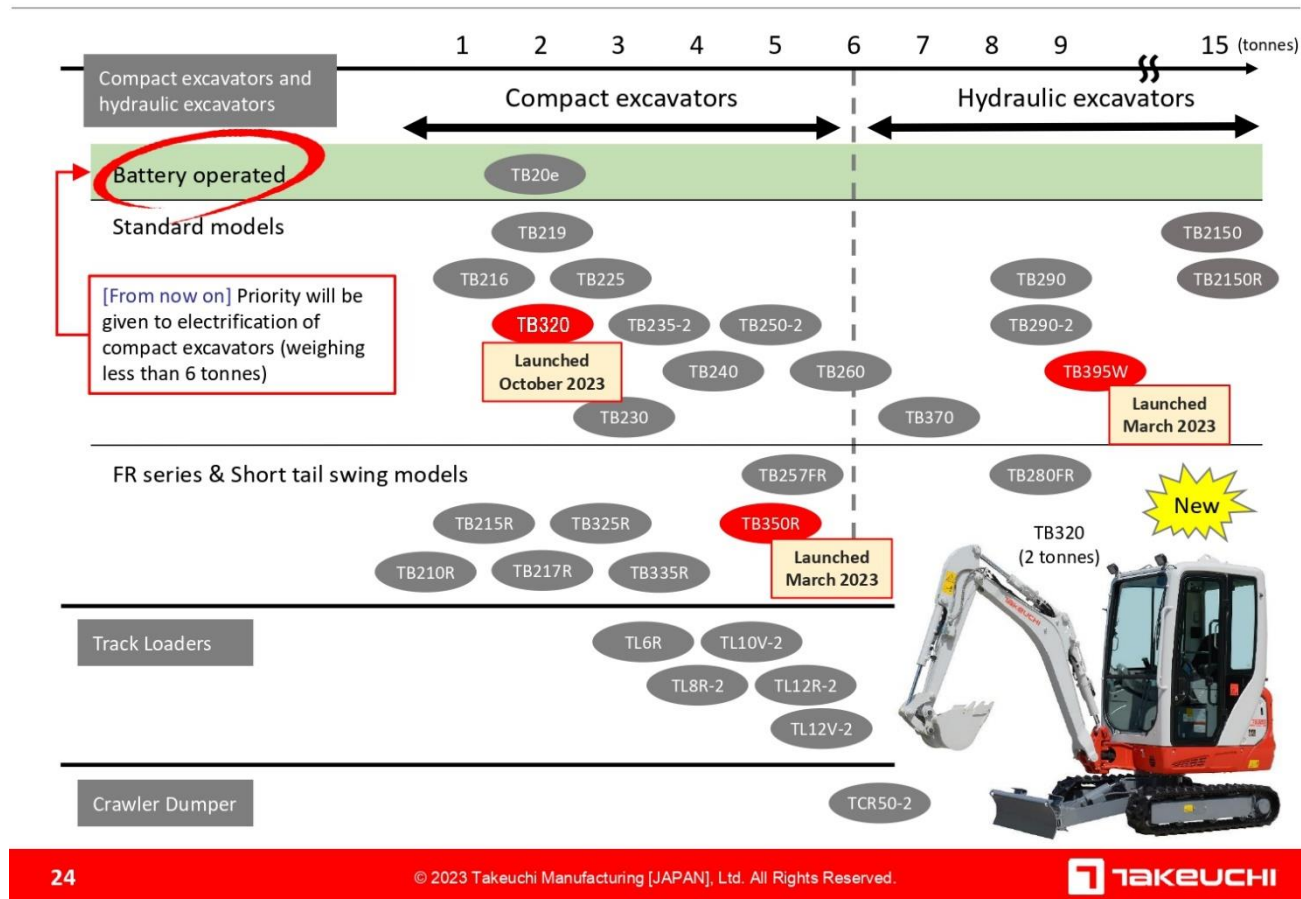 1 2 3 4 5 6 7 8 9 15 (tonnes)
Compact excavators and
hydraulic excavators
Compact excavators
Hydraulic excavators
Battery operated
TB20e
Standard models
TB219
TB2150
TB216
TB225
TB290
TB2150R
[From now on] Priority will be
given to electrification of
compact excavators (weighing
less than 6 tonnes)
TB320
TB235-2
TB250-2
TB290-2
Launched
October 2023
TB240
TB260
TB395W
Launched
March 2023
TB230
TB370
FR series & Short tail swing models
TB257FR
TB280FR
New
TB215R
TB325R
TB350R
TB320
(2 tonnes)
Launched
March 2023
TB210R
TB217R
TB335R
TAKEUCHI
Track Loaders
TL6R
TL10V-2
TL8R-2
TL12R-2
TL12V-2
Crawler Dumper
TCR50-2
24
© 2023 Takeuchi Manufacturing [JAPAN], Ltd. All Rights Reserved.
TAKEUCHI